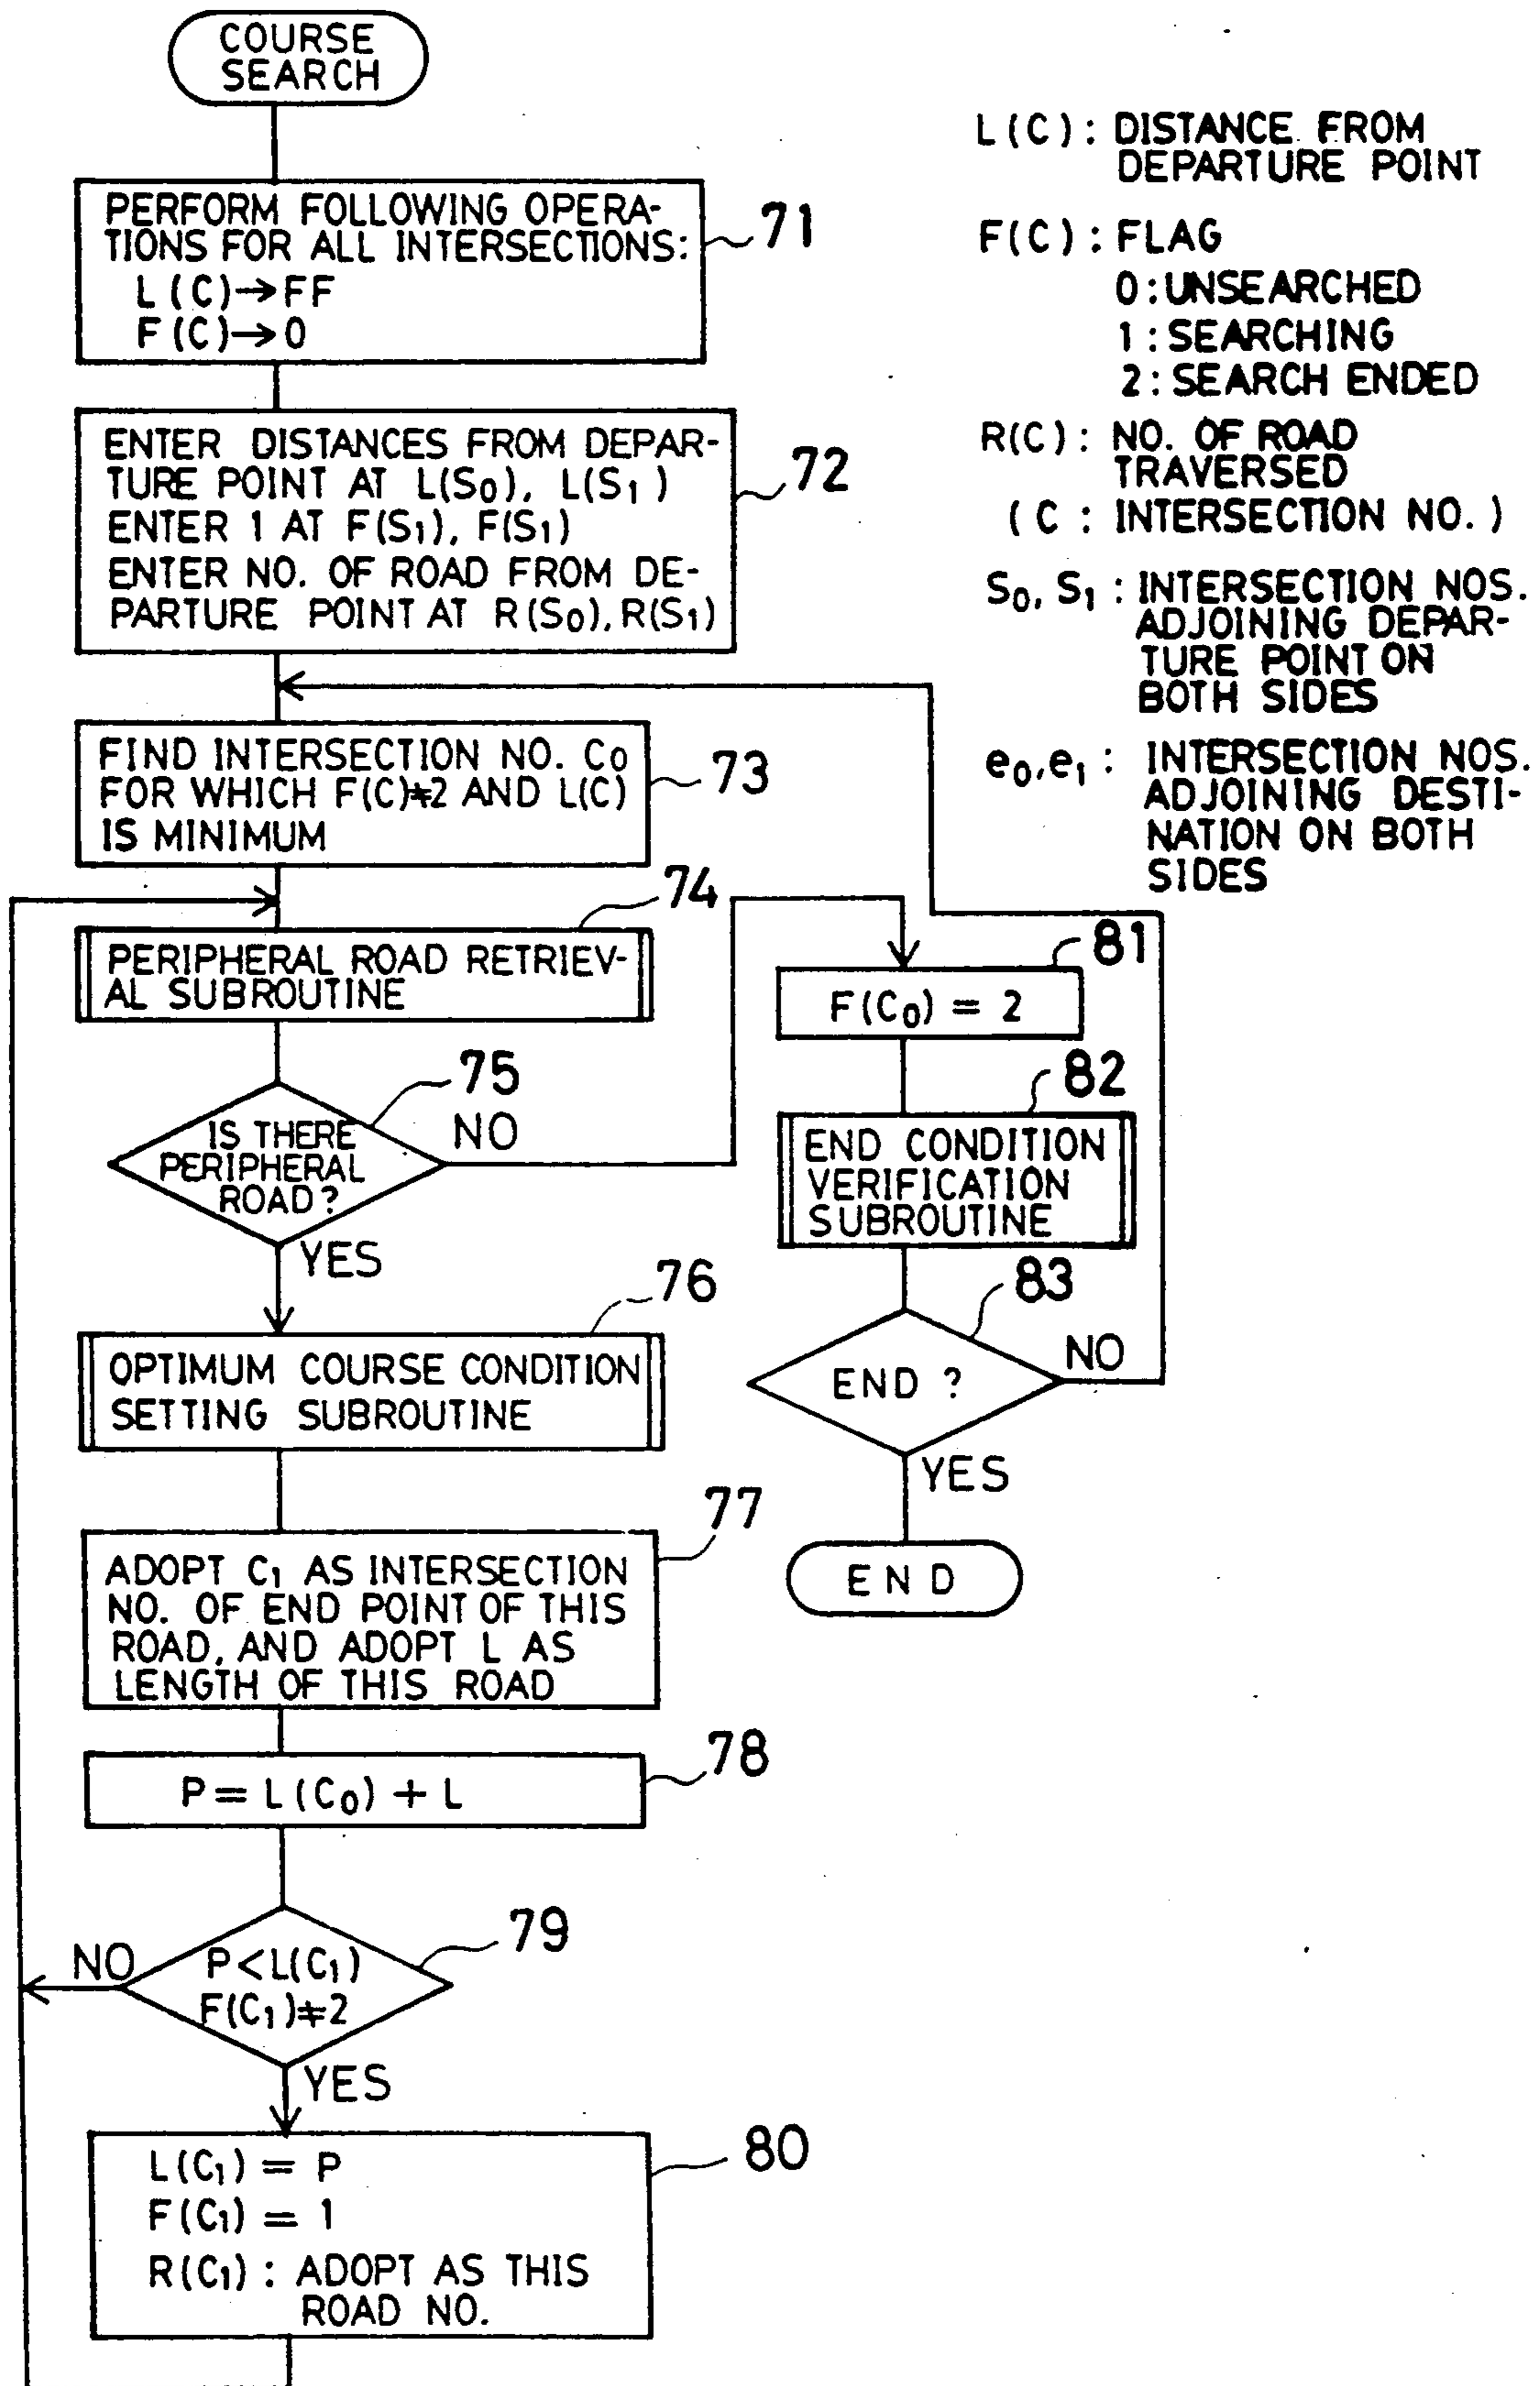 COURSE
SEARCH
PERFORM FOLLOWING OPERA-
TIONS FOR ALL INTERSECTIONS:
L(C)→FF
F(C)→0
71
ENTER DISTANCES FROM DEPAR-
TURE POINT AT L(S0), L(S1)
ENTER 1 AT F(S1), F(S1)
ENTER NO. OF ROAD FROM DE-
PARTURE POINT AT R(S0), R(S1)
72
FIND INTERSECTION NO. C0
FOR WHICH F(C)≠2 AND L(C)
IS MINIMUM
73
74
PERIPHERAL ROAD RETRIEV-
AL SUBROUTINE
75
IS THERE
PERIPHERAL
ROAD?
NO
YES
76
OPTIMUM COURSE CONDITION
SETTING SUBROUTINE
77
ADOPT C1 AS INTERSECTION
NO. OF END POINT OF THIS
ROAD, AND ADOPT L AS
LENGTH OF THIS ROAD
78
P = L(C0) + L
79
P<L(C1)
F(C1)≠2
NO
YES
80
L(C1) = P
F(C1) = 1
R(C1) : ADOPT AS THIS
ROAD NO.
81
F(C0) = 2
82
END CONDITION
VERIFICATION
SUBROUTINE
83
END ?
NO
YES
END
L(C) : DISTANCE FROM
DEPARTURE POINT
F(C) : FLAG
0 : UNSEARCHED
1 : SEARCHING
2 : SEARCH ENDED
R(C) : NO. OF ROAD
TRAVERSED
( C : INTERSECTION NO. )
S0, S1 : INTERSECTION NOS.
ADJOINING DEPAR-
TURE POINT ON
BOTH SIDES
e0, e1 : INTERSECTION NOS.
ADJOINING DESTI-
NATION ON BOTH
SIDES